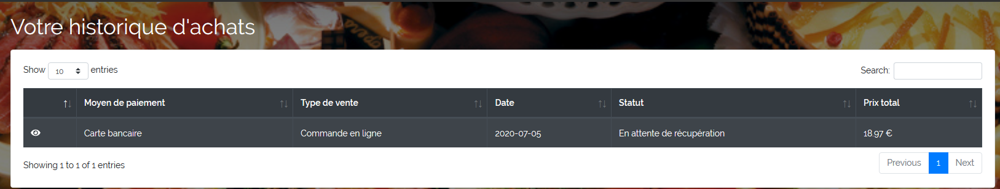 Votre historique d'achats
Show 10 entries
Search:
Moyen de paiement Type de vente Date Statut Prix total
Carte bancaire Commande en ligne 2020-07-05 En attente de récupération 18.97 €
Showing 1 to 1 of 1 entries
Previous 1 Next